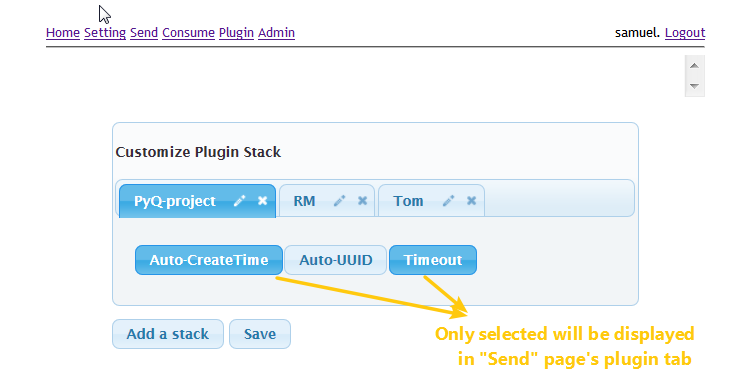 Home Setting Send Consume Plugin Admin samuel. Logout
Customize Plugin Stack
PyQ-project RM Tom
Auto-CreateTime Auto-UUID Timeout
Add a stack Save
Only selected will be displayed
in "Send" page's plugin tab